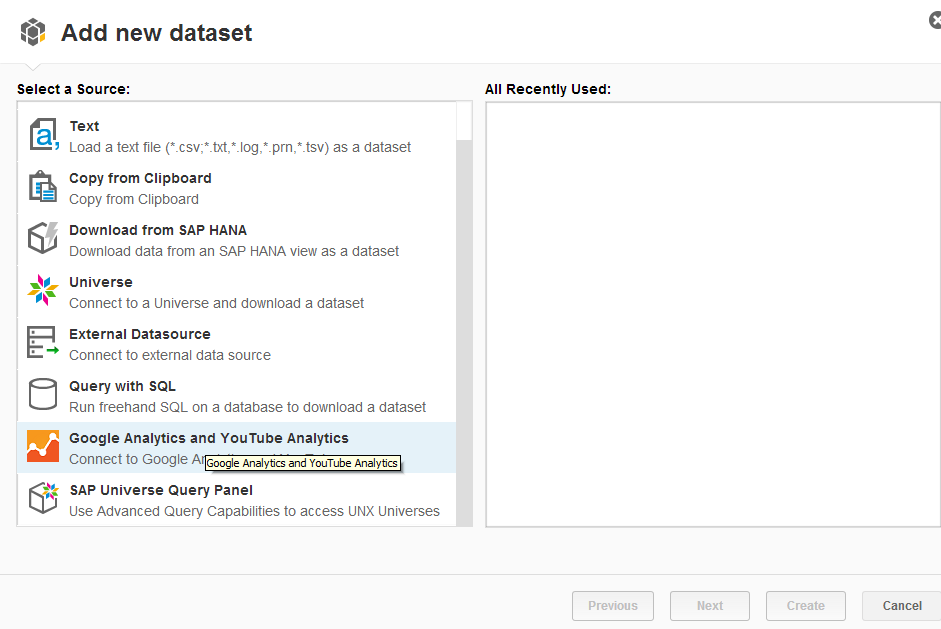 Add new dataset
Select a Source:
All Recently Used:
a,
Text
Load a text file (*.csv;*.txt,*.log,*.prn,*.tsv) as a dataset
Copy from Clipboard
Copy from Clipboard
Download from SAP HANA
Download data from an SAP HANA view as a dataset
Universe
Connect to a Universe and download a dataset
External Datasource
Connect to external data source
Query with SQL
Run freehand SQL on a database to download a dataset
Google Analytics and YouTube Analytics
Connect to Google
Google Analytics and YouTube Analytics
SAP Universe Query Panel
Use Advanced Query Capabilities to access UNX Universes
Previous
Next
Create
Cancel